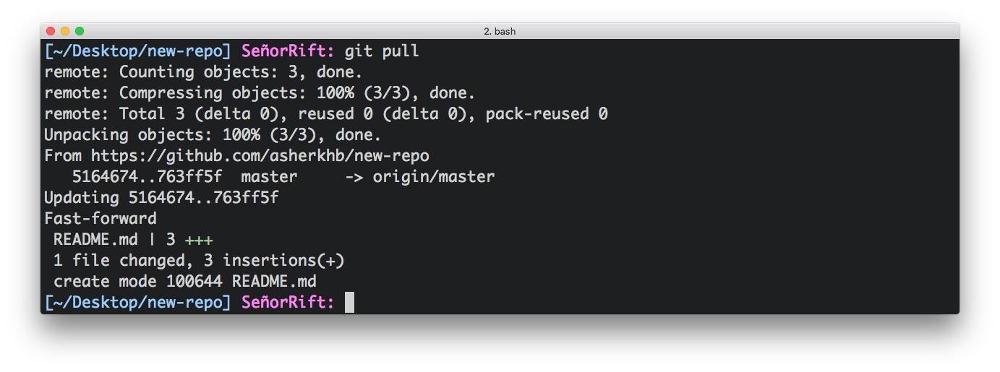 2. bash
[~/Desktop/new-repo] SeñorRift: git pull
remote: Counting objects: 3, done.
remote: Compressing objects: 100% (3/3), done.
remote: Total 3 (delta 0), reused 0 (delta 0), pack-reused 0
Unpacking objects: 100% (3/3), done.
From https://github.com/asherkhb/new-repo
   5164674..763ff5f  master     -> origin/master
Updating 5164674..763ff5f
Fast-forward
 README.md | 3 +++
 1 file changed, 3 insertions(+)
 create mode 100644 README.md
[~/Desktop/new-repo] SeñorRift: